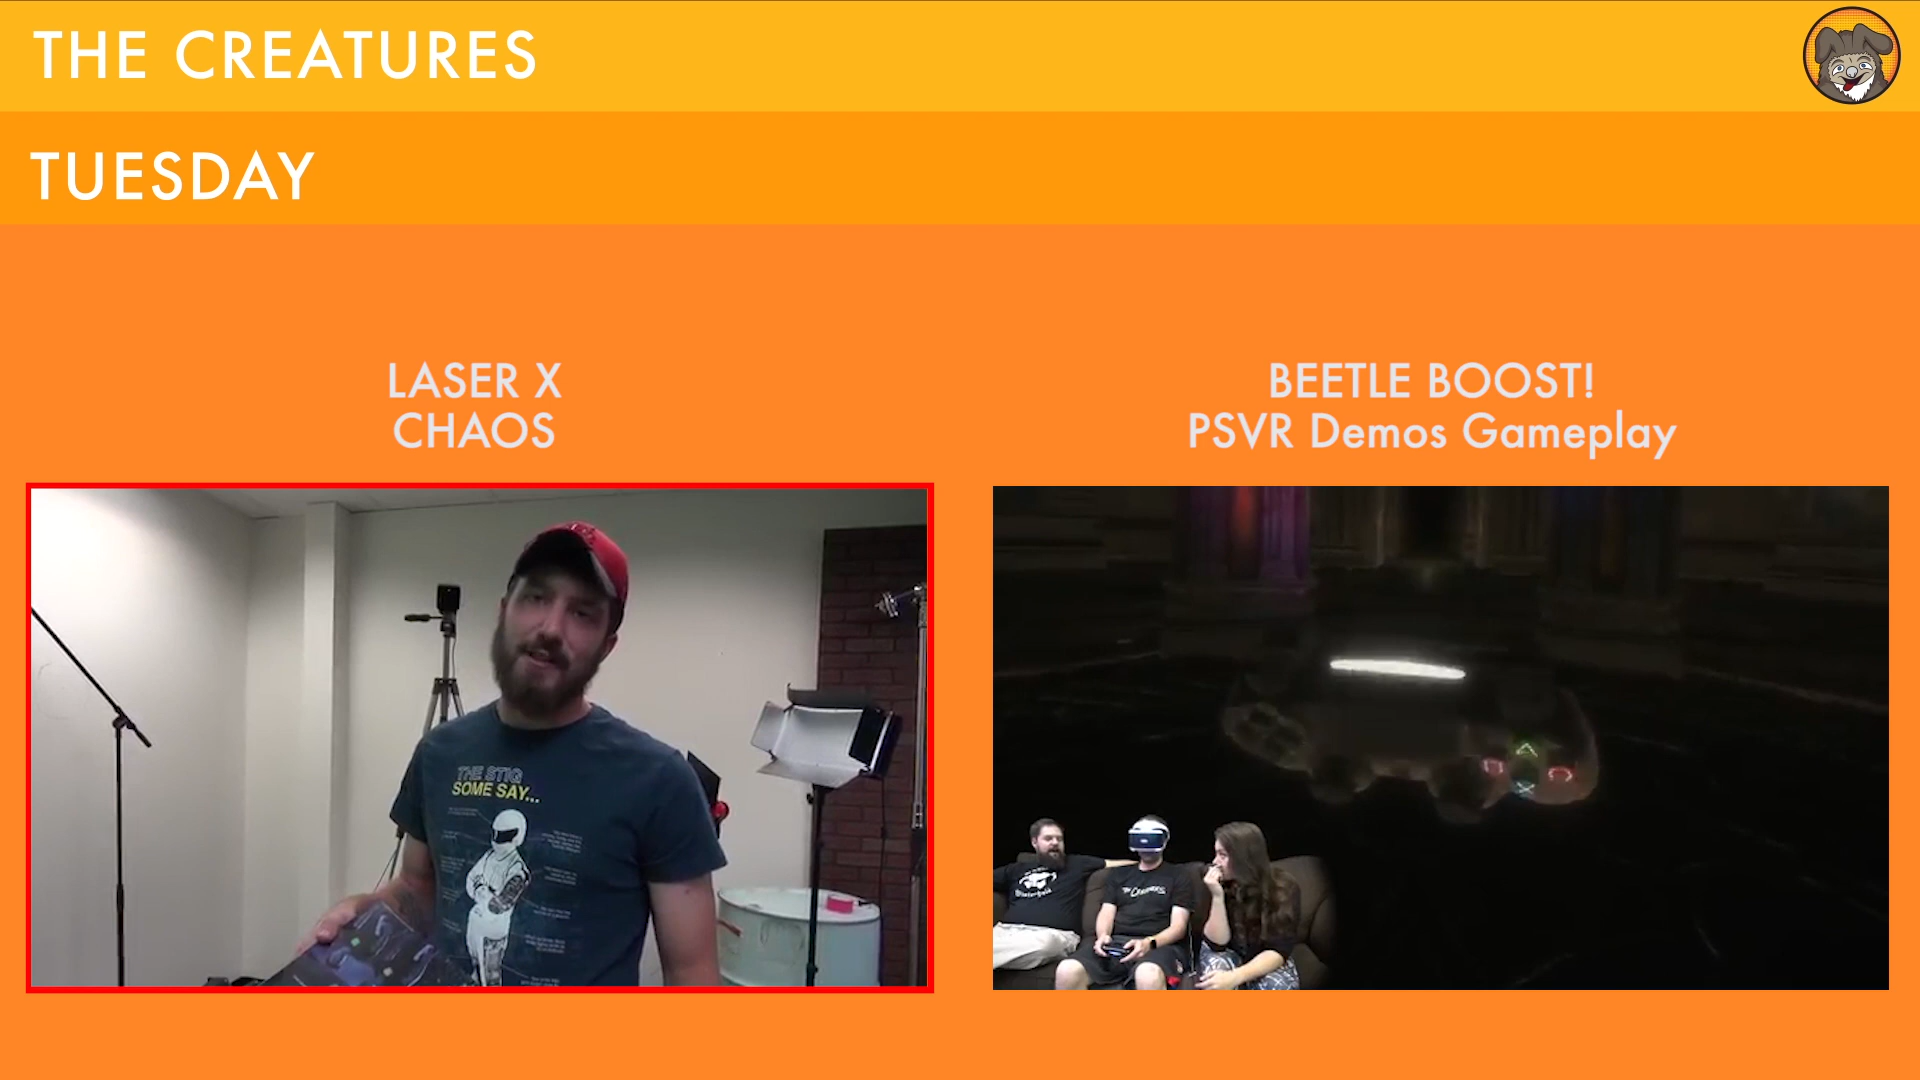 THE CREATURES
TUESDAY
LASER X
CHAOS
BEETLE BOOST!
PSVR Demos Gameplay
THE STIG
SOME SAY...